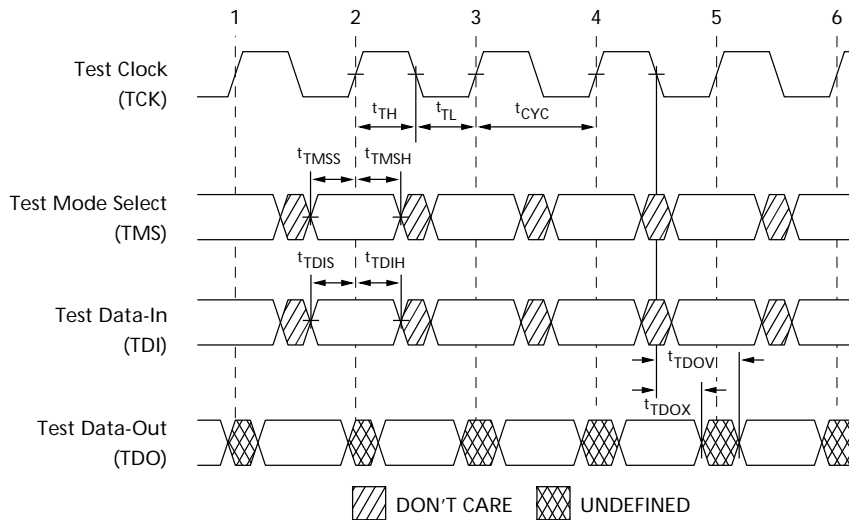 1 2 3 4 5 6
Test Clock
(TCK)
tTH tTL tCYC
tTMSS tTMSH
Test Mode Select
(TMS)
tTDIS tTDIH
Test Data-In
(TDI)
tTDOV
tTDOX
Test Data-Out
(TDO)
DON'T CARE UNDEFINED